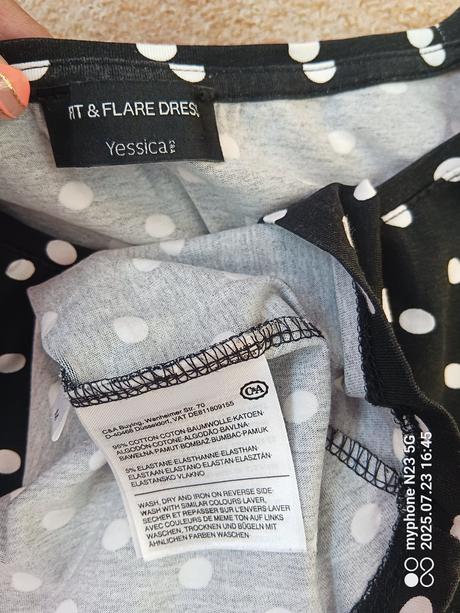 FIT & FLARE DRESS
Yessica C&A
C&A
C&A Buying, Wanheimer Str. 70
D-40468 Düsseldorf, VAT DE811809155
95% COTTON-COTON-BAUMWOLLE-KATOEN-
ALGODÓN-COTONE-ALGODÃO-BAVLNA-
BAWEŁNA-PAMUT-BOMBAŽ-BUMBAC-PAMUK
5% ELASTANE-ELASTHANNE-ELASTHAN-
ELASTAAN-ELASTANO-ELASTAN-ELASZTÁN-
ELASTANSKO VLAKNO
WASH, DRY AND IRON ON REVERSE SIDE-
WASH WITH SIMILAR COLOURS-LAVER,
SECHER ET REPASSER SUR L'ENVERS-LAVER
AVEC COULEURS DE MEME TON-AUF LINKS
WASCHEN, TROCKNEN UND BÜGELN MIT
ÄHNLICHEN FARBEN WASCHEN
myphone N23 5G
2025.07.23 16:45